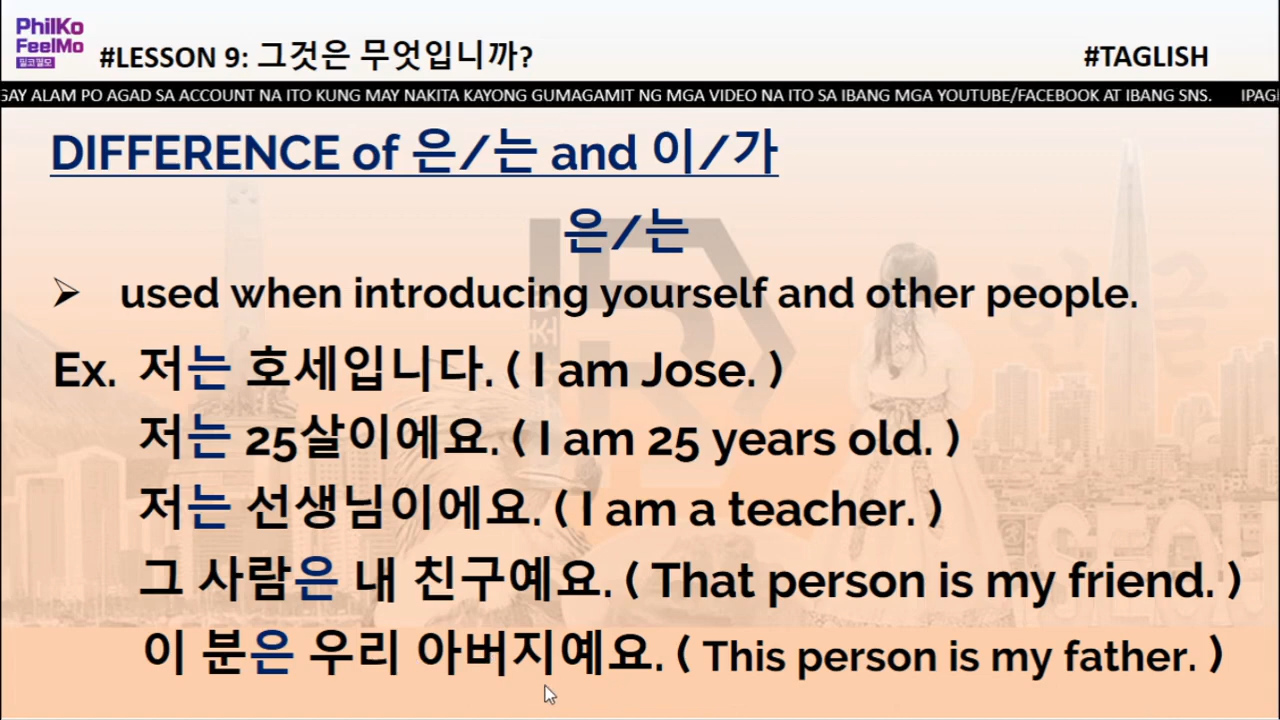 PhilKo
FeelMo
필코필모
#LESSON 9: 그것은 무엇입니까?
#TAGLISH
ALAM PO AGAD SA ACCOUNT NA ITO KUNG MAY NAKITA KAYONG GUMAGAMIT NG MGA VIDEO NA ITO SA IBANG MGA YOUTUBE/FACEBOOK AT IBANG SNS.
DIFFERENCE of 은/는 and 이/가
은/는
➢ used when introducing yourself and other people.
Ex. 저는 호세입니다. ( I am Jose. )
저는 25살이에요. ( I am 25 years old. )
저는 선생님이에요. ( I am a teacher. )
그 사람은 내 친구예요. ( That person is my friend. )
이 분은 우리 아버지예요. ( This person is my father. )